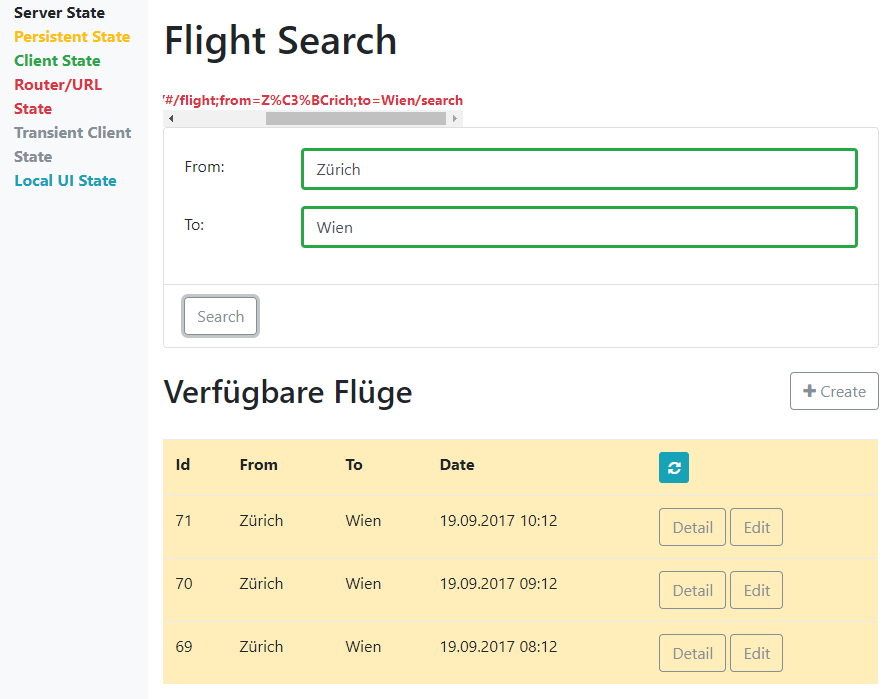 Server State
Persistent State
Client State
Router/URL
State
Transient Client
State
Local UI State
Flight Search
/#/flight;from=Z%C3%BCrich;to=Wien/search
From:
Zürich
To:
Wien
Search
Verfügbare Flüge
Create
Id From To Date
71 Zürich Wien 19.09.2017 10:12 Detail Edit
70 Zürich Wien 19.09.2017 09:12 Detail Edit
69 Zürich Wien 19.09.2017 08:12 Detail Edit